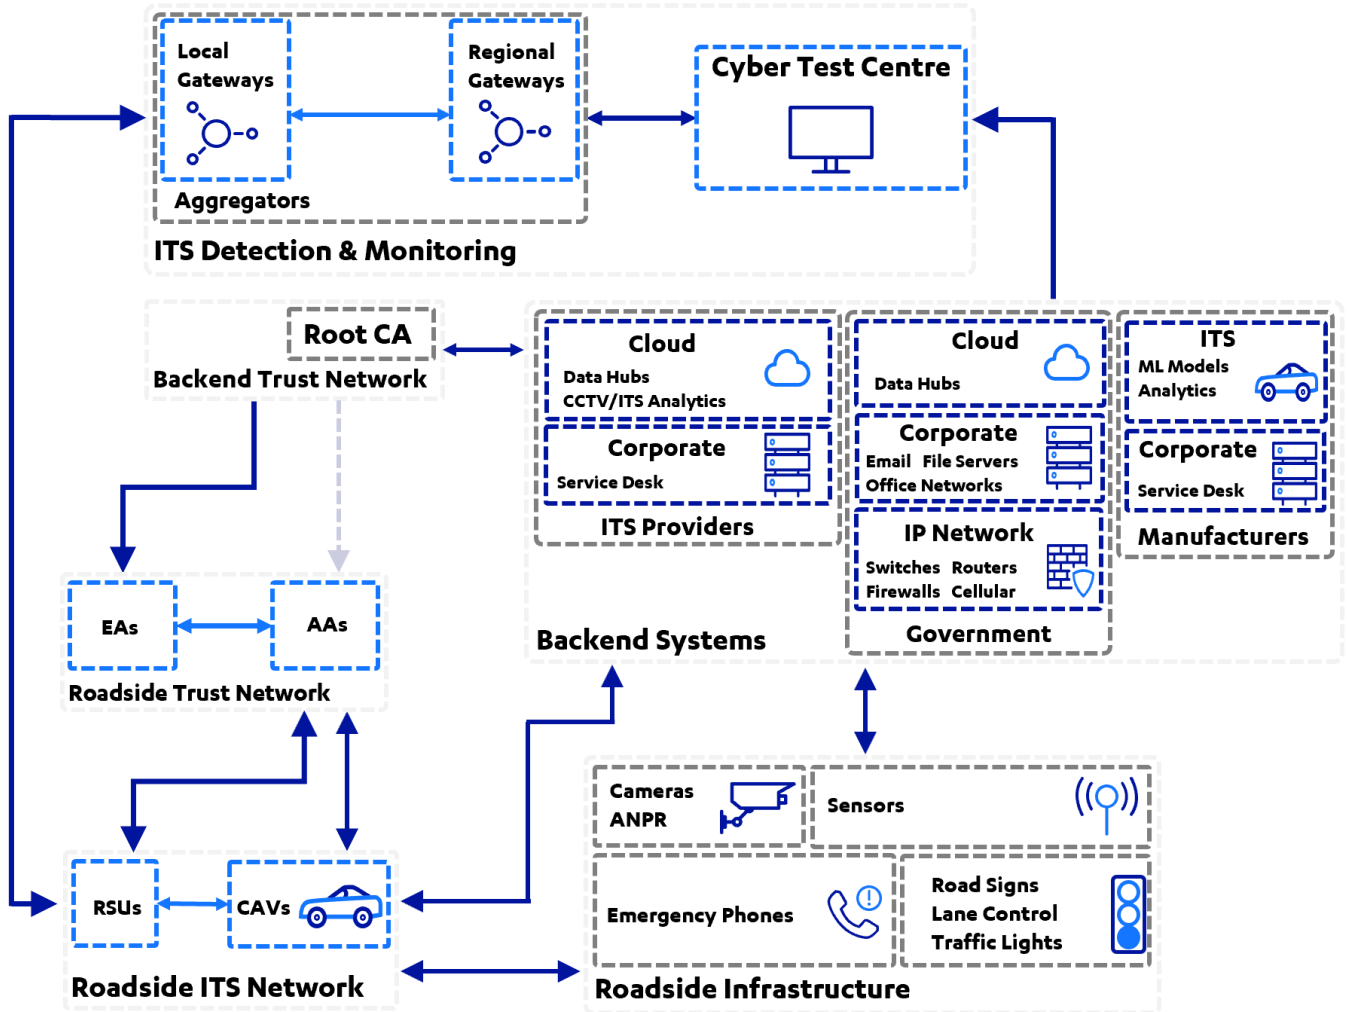 Local
Gateways
Regional
Gateways
Aggregators
ITS Detection & Monitoring
Cyber Test Centre
Root CA
Backend Trust Network
Cloud
Data Hubs
CCTV/ITS Analytics
Corporate
Service Desk
ITS Providers
Cloud
Data Hubs
Corporate
Email File Servers
Office Networks
IP Network
Switches Routers
Firewalls Cellular
Government
ITS
ML Models
Analytics
Corporate
Service Desk
Manufacturers
Backend Systems
EAs
AAs
Roadside Trust Network
RSUs
CAVs
Roadside ITS Network
Cameras
ANPR
Sensors
Emergency Phones
Road Signs
Lane Control
Traffic Lights
Roadside Infrastructure